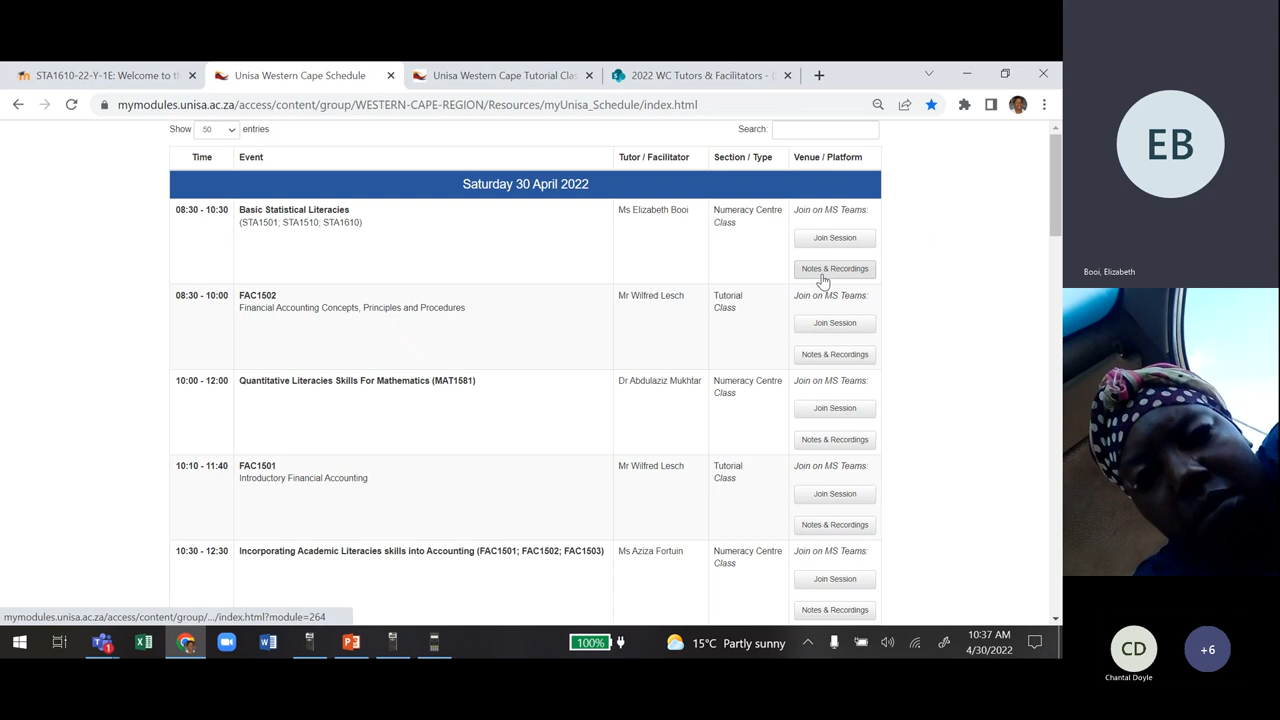 STA1610-22-Y-1E: Welcome to th
Unisa Western Cape Schedule
Unisa Western Cape Tutorial Clas
2022 WC Tutors & Facilitators - (
mymodules.unisa.ac.za/access/content/group/WESTERN-CAPE-REGION/Resources/myUnisa_Schedule/index.html
Show 50 entries
Search:
Time Event Tutor / Facilitator Section / Type Venue / Platform
Saturday 30 April 2022
08:30 - 10:30 Basic Statistical Literacies Ms Elizabeth Booi Numeracy Centre Join on MS Teams:
(STA1501; STA1510; STA1610) Class
Join Session
Notes & Recordings
08:30 - 10:00 FAC1502 Mr Wilfred Lesch Tutorial Join on MS Teams:
Financial Accounting Concepts, Principles and Procedures Class
Join Session
Notes & Recordings
10:00 - 12:00 Quantitative Literacies Skills For Mathematics (MAT1581) Dr Abdulaziz Mukhtar Numeracy Centre Join on MS Teams:
Class
Join Session
Notes & Recordings
10:10 - 11:40 FAC1501 Mr Wilfred Lesch Tutorial Join on MS Teams:
Introductory Financial Accounting Class
Join Session
Notes & Recordings
10:30 - 12:30 Incorporating Academic Literacies skills into Accounting (FAC1501; FAC1502; FAC1503) Ms Aziza Fortuin Numeracy Centre Join on MS Teams:
Class
Join Session
Notes & Recordings
mymodules.unisa.ac.za/access/content/group/.../index.html?module=264
100%
15°C Partly sunny
10:37 AM
4/30/2022
EB
Booi, Elizabeth
CD
+6
Chantal Doyle